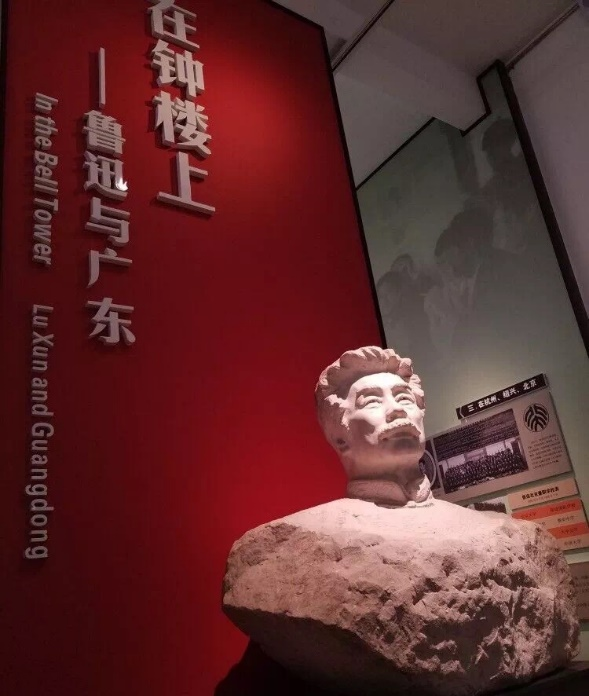 在钟楼上
——鲁迅与广东
In the Bell Tower
Lu Xun and Guangdong
三、在杭州、绍兴、北京